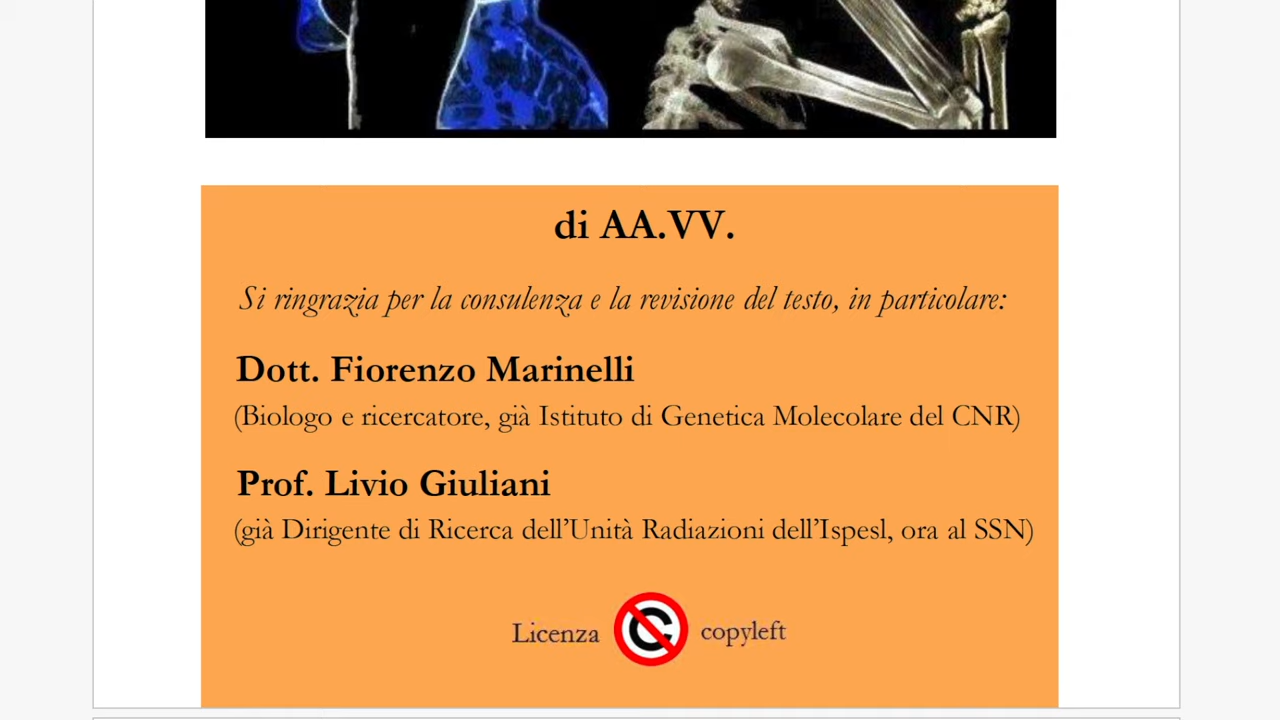 di AA.VV.
Si ringrazia per la consulenza e la revisione del testo, in particolare:
Dott. Fiorenzo Marinelli
(Biologo e ricercatore, già Istituto di Genetica Molecolare del CNR)
Prof. Livio Giuliani
(già Dirigente di Ricerca dell’Unità Radiazioni dell’Ispesl, ora al SSN)
Licenza C copyleft